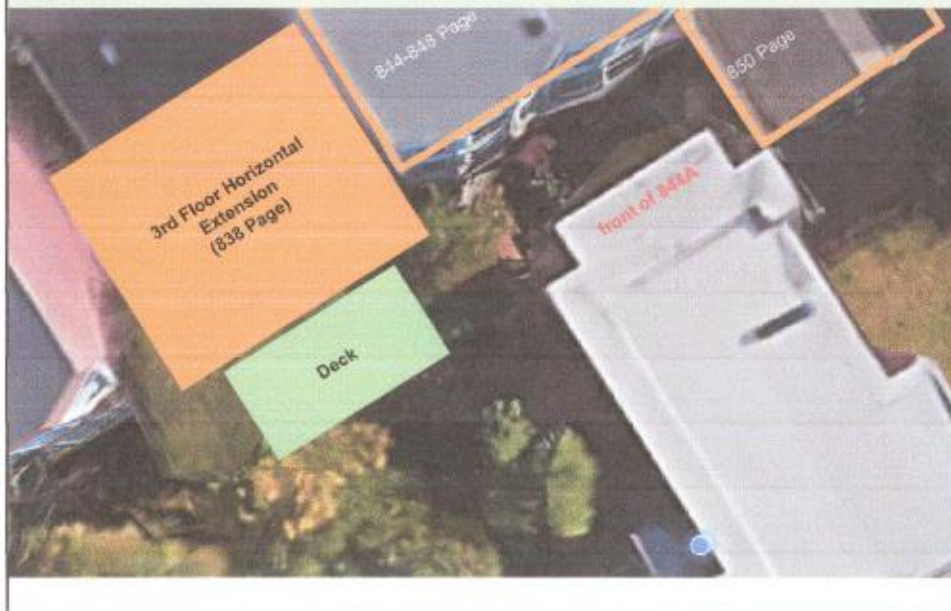 844-848 Page
850 Page
3rd Floor Horizontal
Extension
(838 Page)
front of 844A
Deck